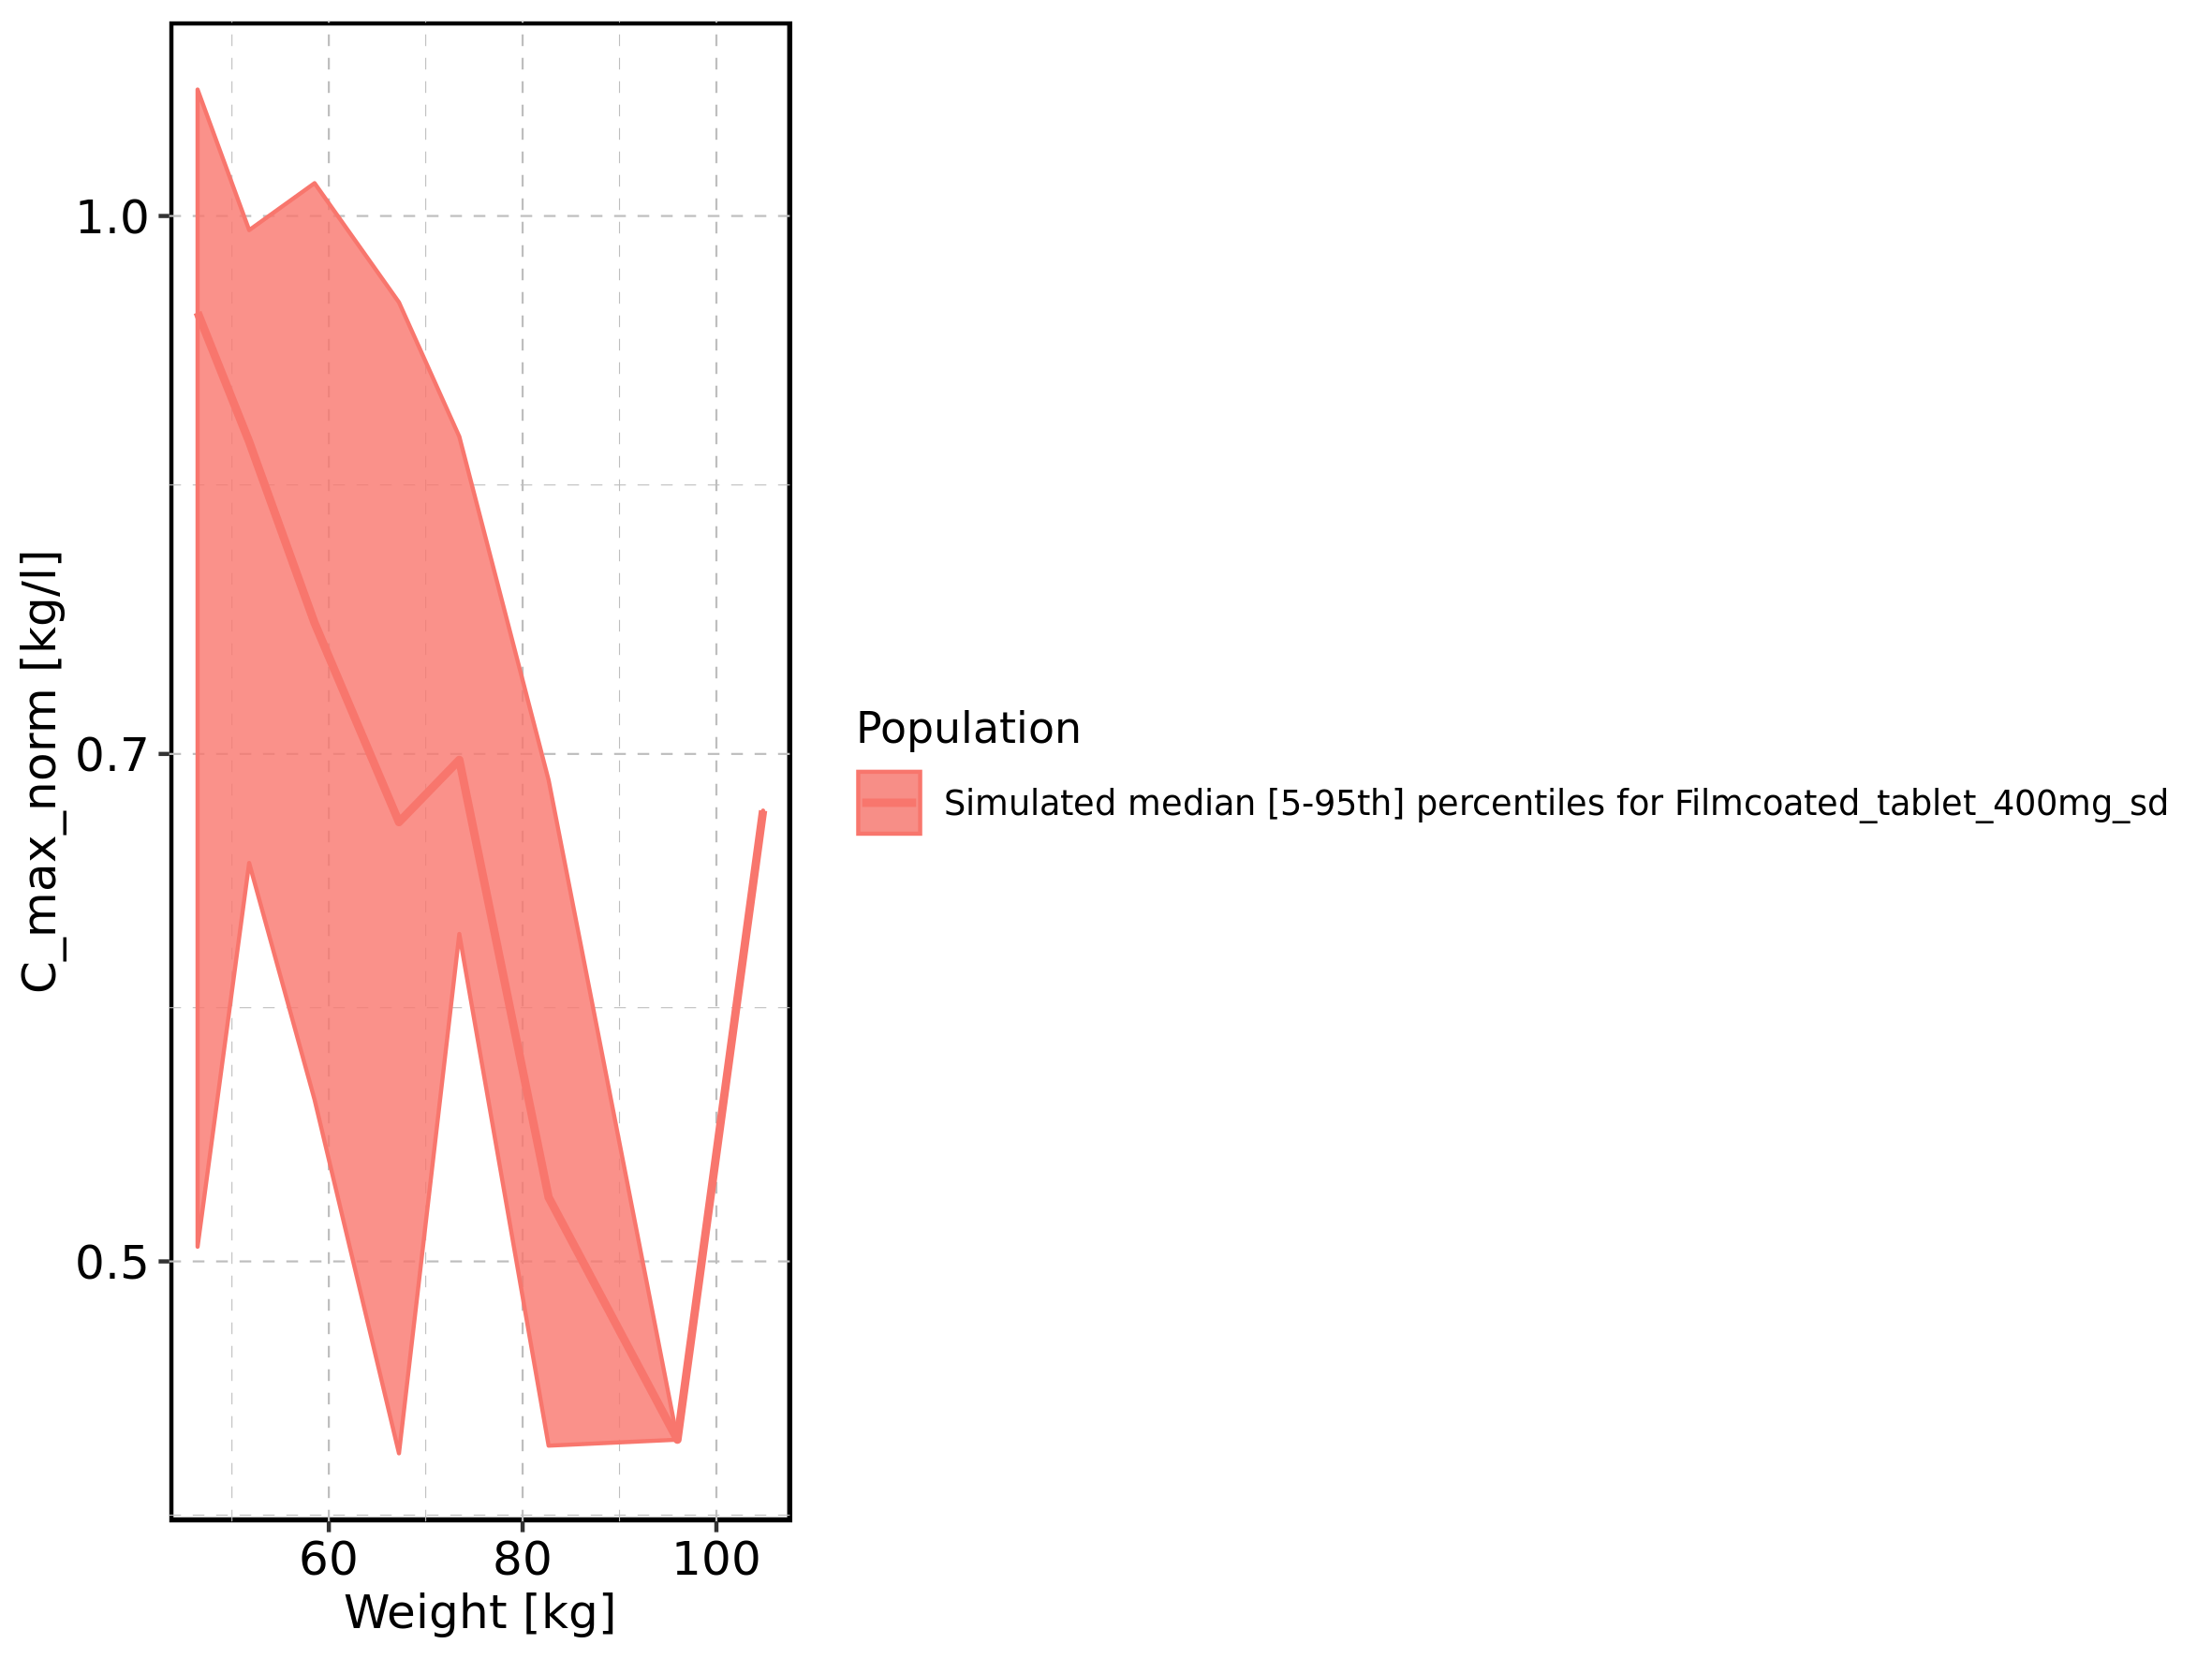 1.0
0.7
0.5
C_max_norm [kg/l]
60 80 100
Weight [kg]
Population
Simulated median [5-95th] percentiles for Filmcoated_tablet_400mg_sd